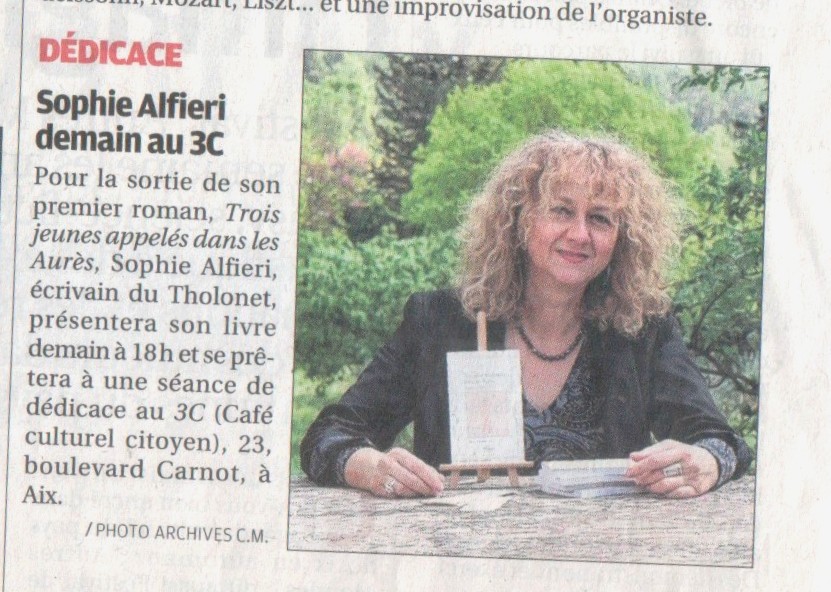 Mozart, Liszt... et une improvisation de l'organiste.
DÉDICACE
Sophie Alfieri
demain au 3C
Pour la sortie de son
premier roman, Trois
jeunes appelés dans les
Aurès, Sophie Alfieri,
écrivain du Tholonet,
présentera son livre
demain à 18h et se prê-
tera à une séance de
dédicace au 3C (Café
culturel citoyen), 23,
boulevard Carnot, à
Aix.
/ PHOTO ARCHIVES C.M.